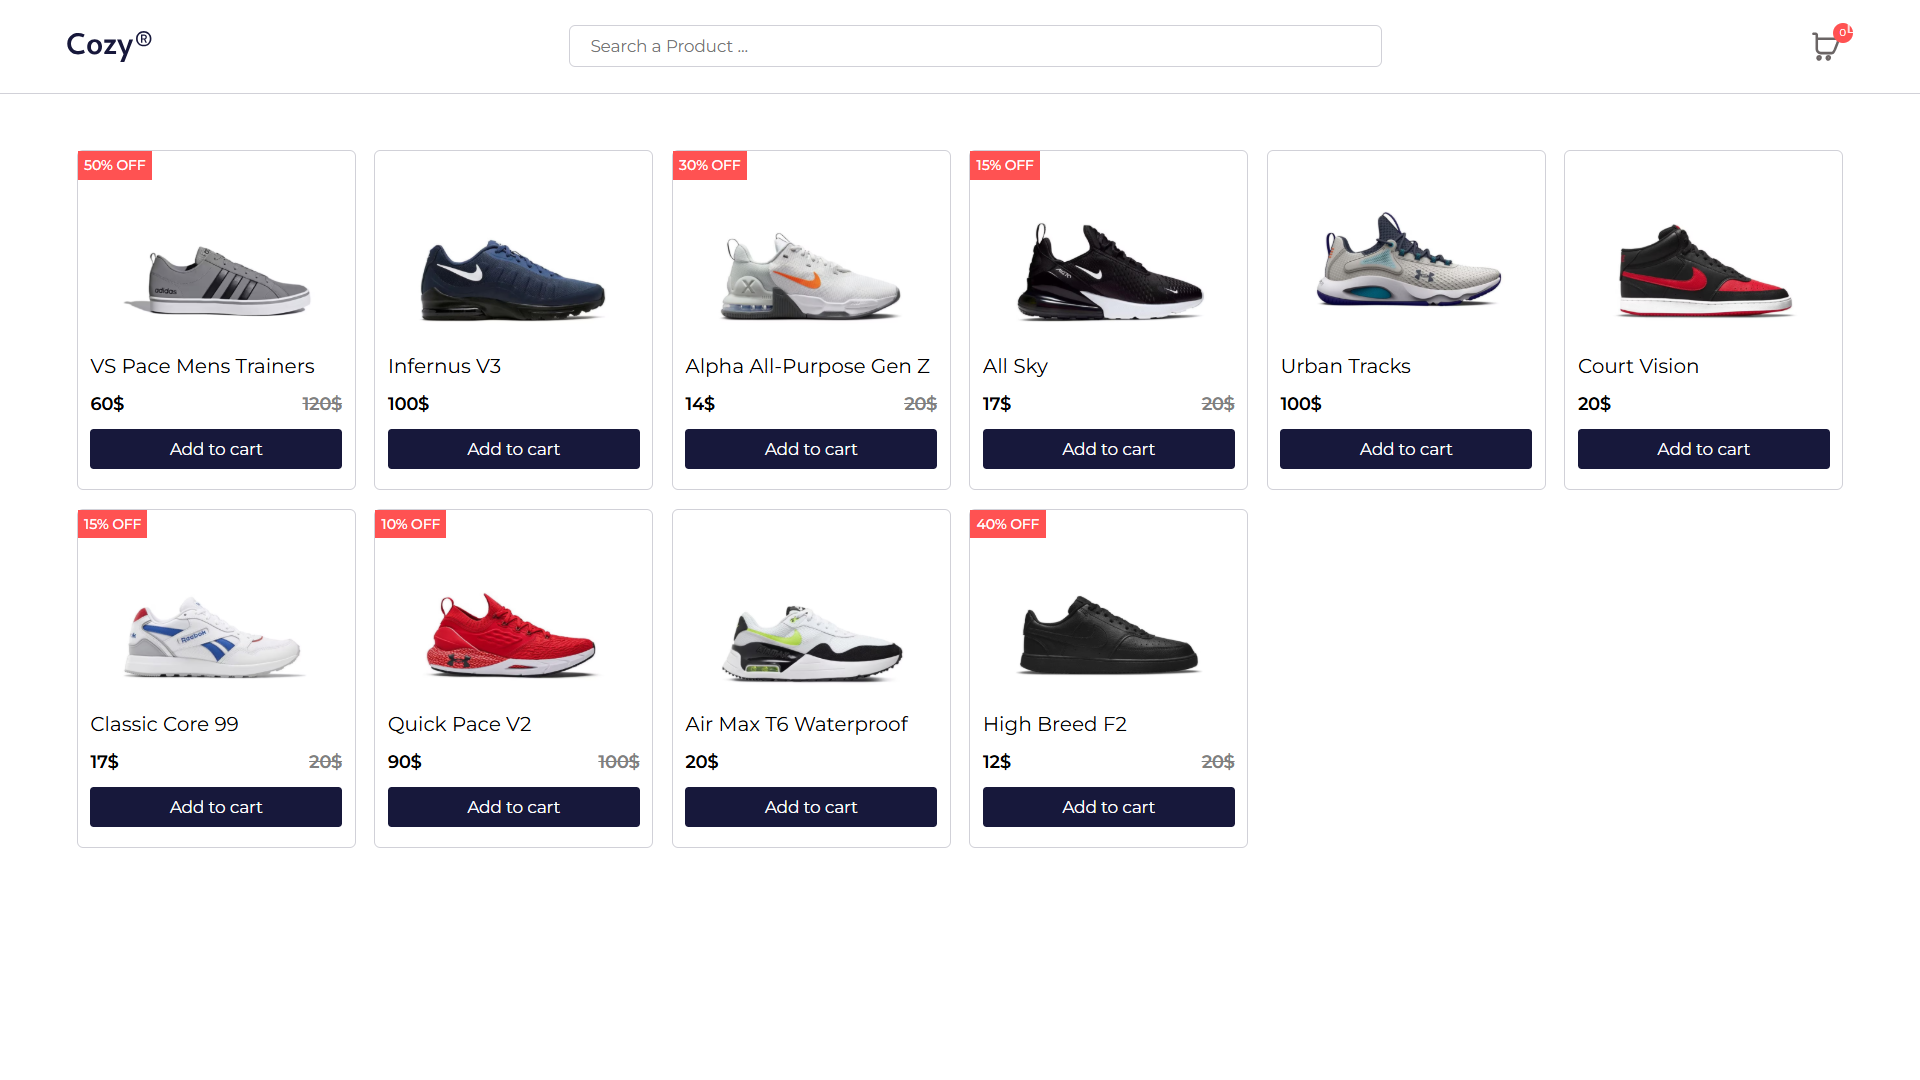 Cozy®
Search a Product ...
0
50% OFF
30% OFF
15% OFF
adidas
VS Pace Mens Trainers
Infernus V3
Alpha All-Purpose Gen Z
All Sky
Urban Tracks
Court Vision
60$ 120$
100$
14$ 20$
17$ 20$
100$
20$
Add to cart
Add to cart
Add to cart
Add to cart
Add to cart
Add to cart
15% OFF
10% OFF
40% OFF
Reebok
Classic Core 99
Quick Pace V2
Air Max T6 Waterproof
High Breed F2
17$ 20$
90$ 100$
20$
12$ 20$
Add to cart
Add to cart
Add to cart
Add to cart